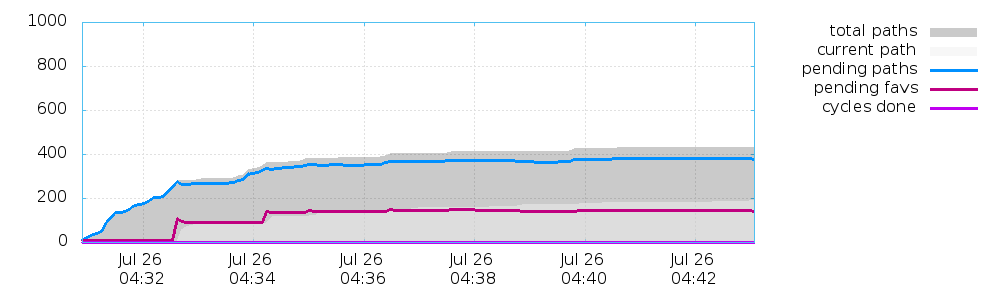 1000
800
600
400
200
0
Jul 26 Jul 26 Jul 26 Jul 26 Jul 26 Jul 26
04:32 04:34 04:36 04:38 04:40 04:42
total paths
current path
pending paths
pending favs
cycles done